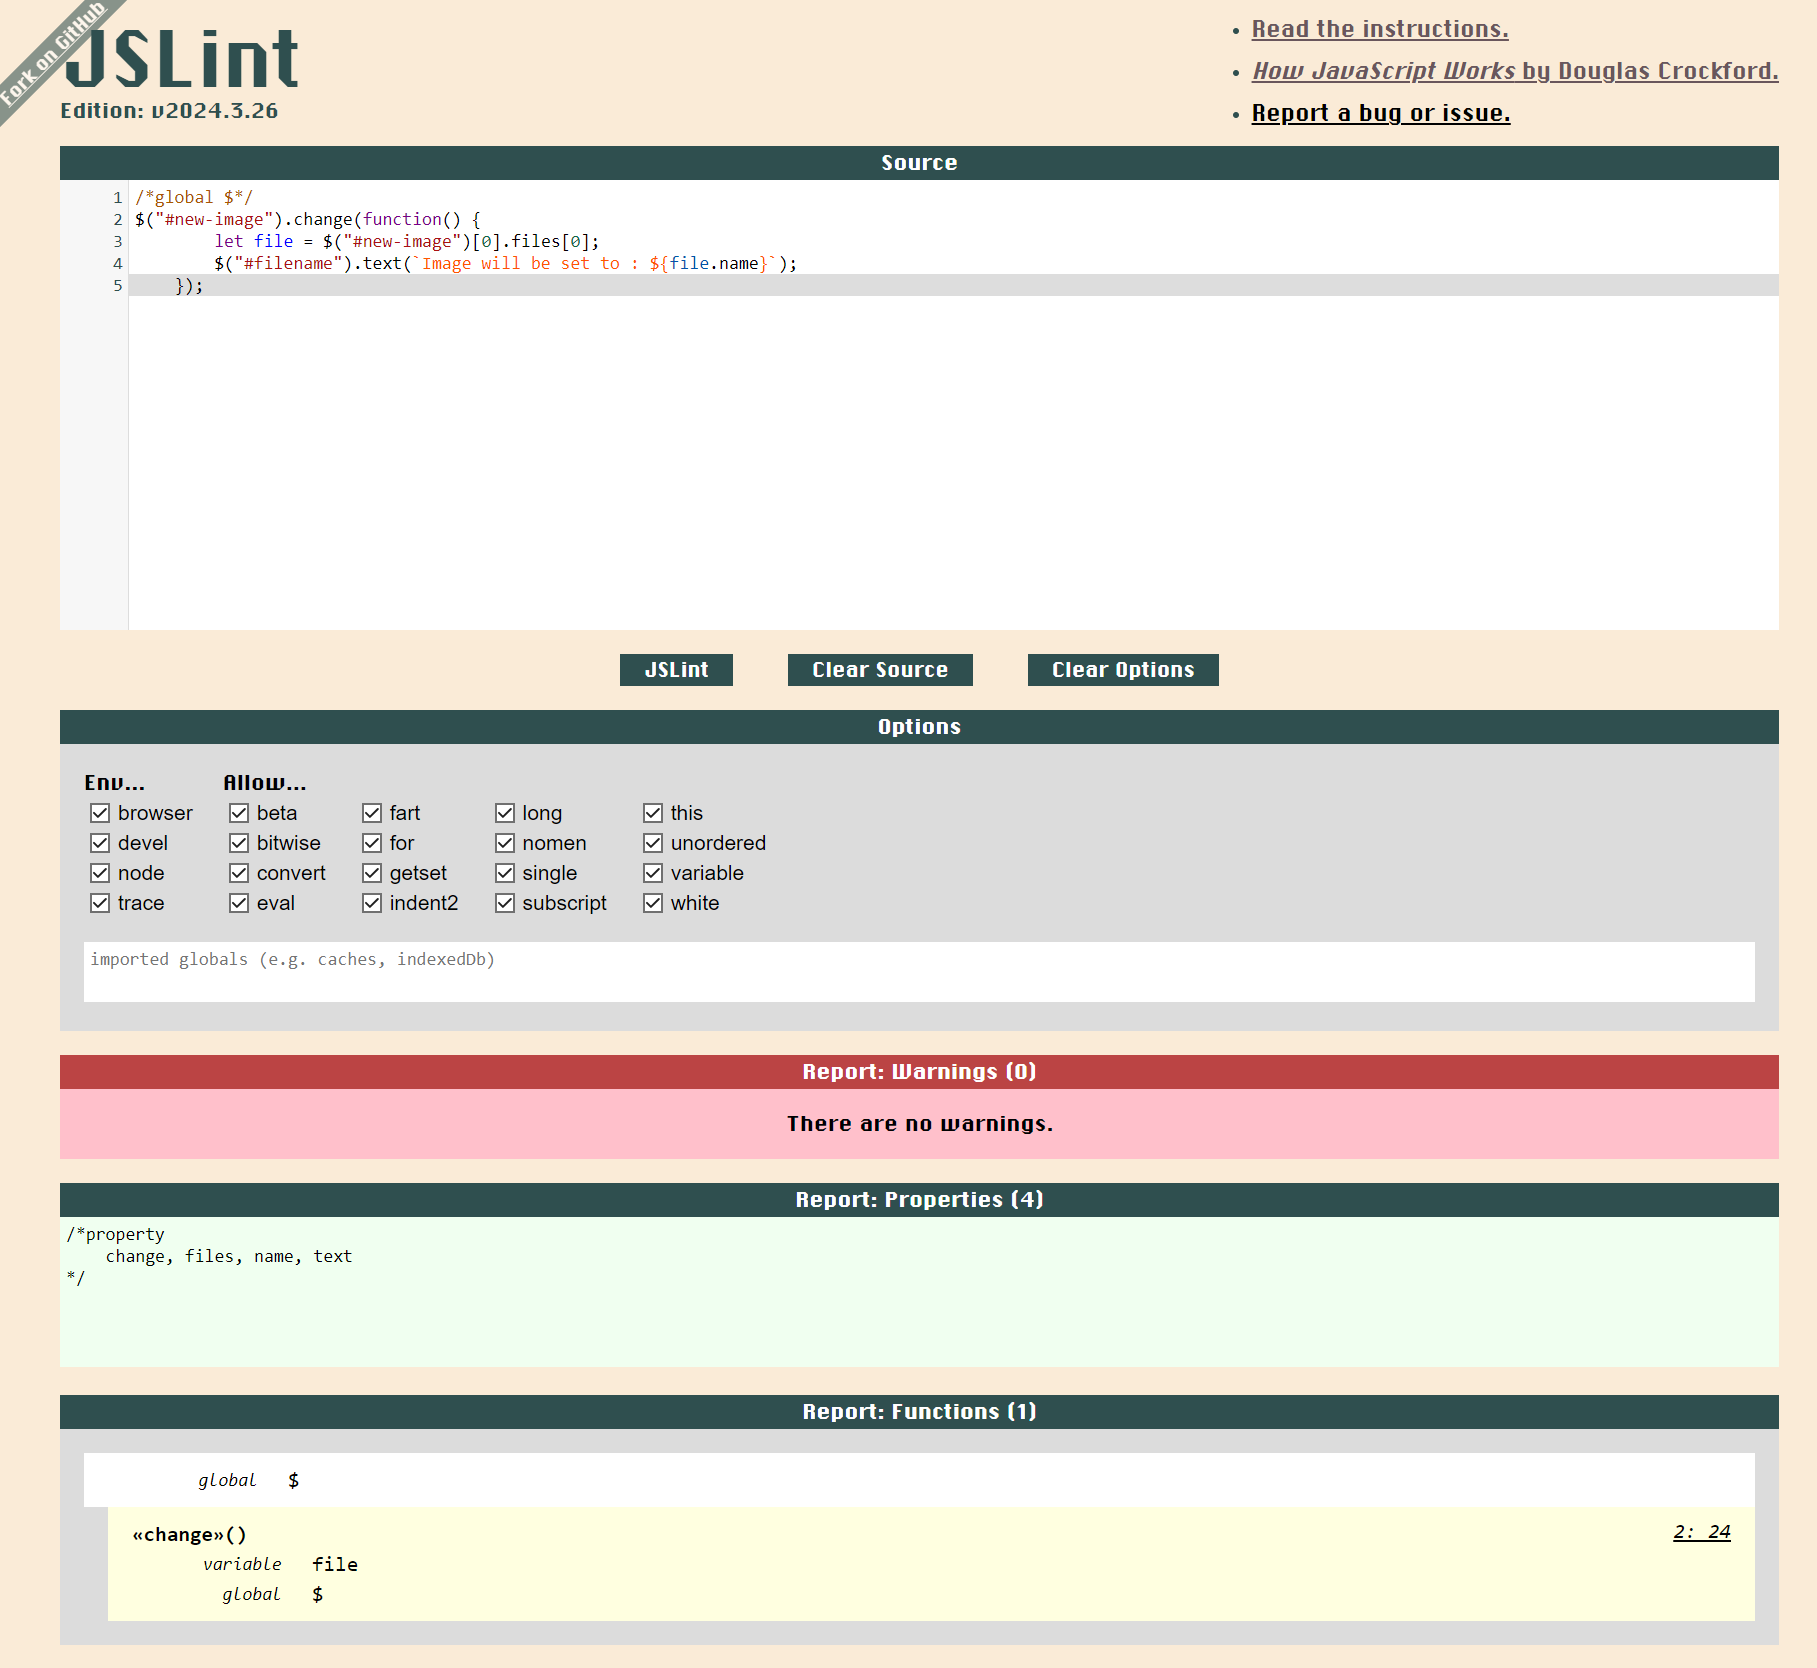 Fork on GitHub
JSLint
Edition: v2024.3.26
Read the instructions.
How JavaScript Works by Douglas Crockford.
Report a bug or issue.
Source
1 /*global $*/
2 $("#new-image").change(function() {
3         let file = $("#new-image")[0].files[0];
4         $("#filename").text(`Image will be set to : ${file.name}`);
5     });
JSLint Clear Source Clear Options
Options
Env... Allow...
browser beta fart long this
devel bitwise for nomen unordered
node convert getset single variable
trace eval indent2 subscript white
imported globals (e.g. caches, indexedDb)
Report: Warnings (0)
There are no warnings.
Report: Properties (4)
/*property
    change, files, name, text
*/
Report: Functions (1)
global $
«change»() 2: 24
variable file
global $